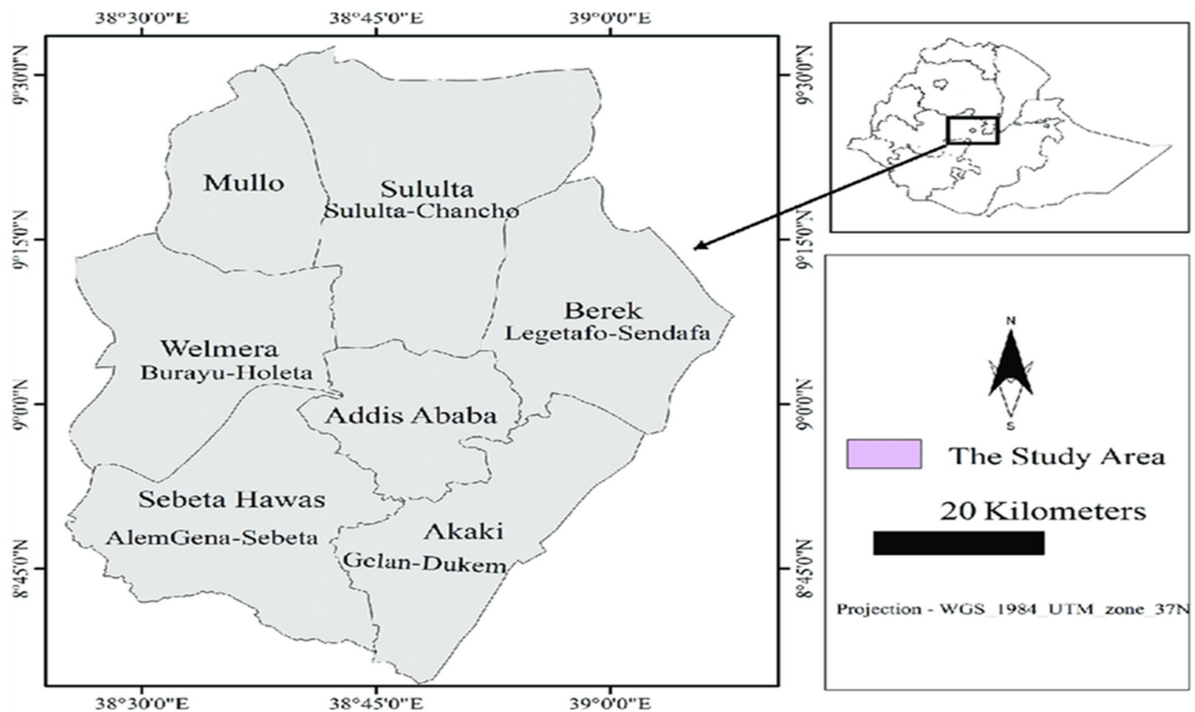 38°30'0"E 38°45'0"E 39°0'0"E
9°30'0"N
9°30'0"N
Mullo
Sululta
Sululta-Chancho
9°15'0"N
9°15'0"N
Berek
Legetafo-Sendafa
Welmera
Burayu-Holeta
9°0'0"N
9°0'0"N
Addis Ababa
Sebeta Hawas
AlemGena-Sebeta
Akaki
Gelan-Dukem
8°45'0"N
8°45'0"N
38°30'0"E 38°45'0"E 39°0'0"E
N
S
The Study Area
20 Kilometers
Projection - WGS_1984_UTM_zone_37N